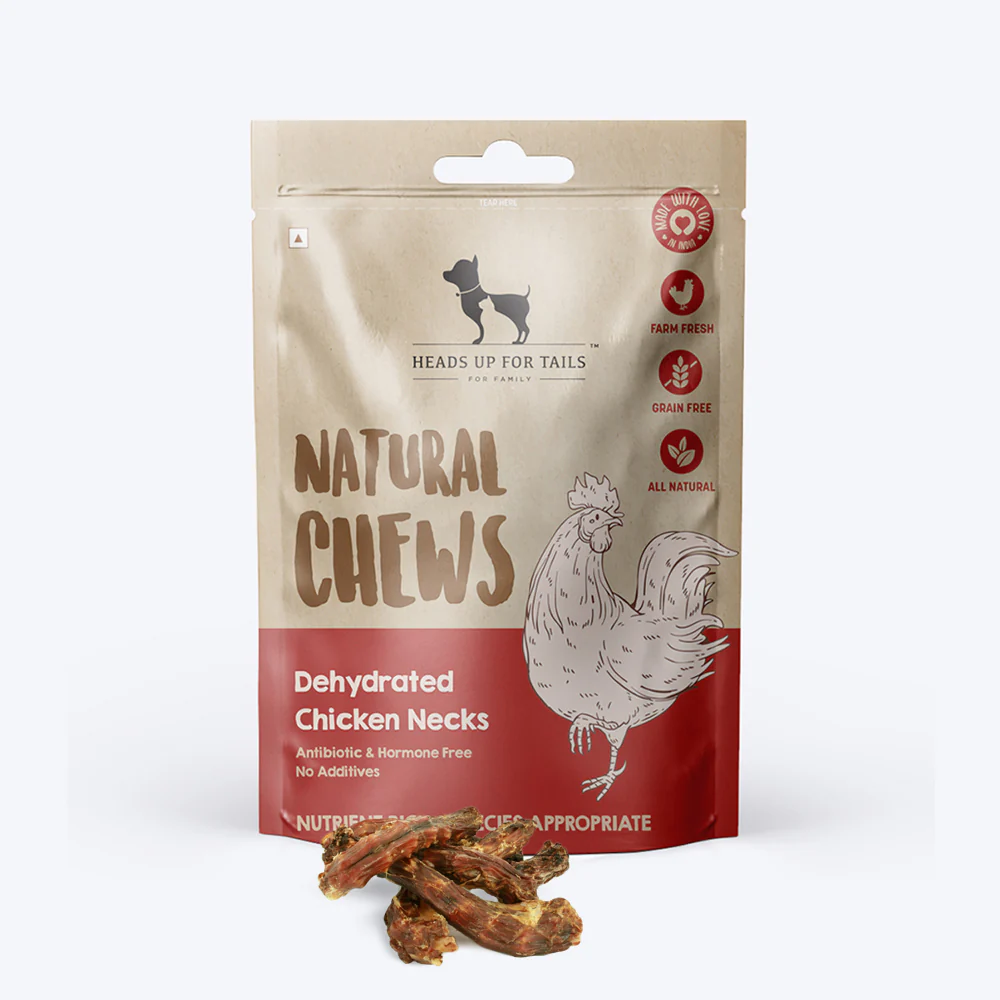 TEAR HERE
MADE WITH LOVE
IN INDIA
HEADS UP FOR TAILS
TM
FOR FAMILY
FARM FRESH
GRAIN FREE
ALL NATURAL
NATURAL
CHEWS
Dehydrated
Chicken Necks
Antibiotic & Hormone Free
No Additives
NUTRIENT APPROPRIATE